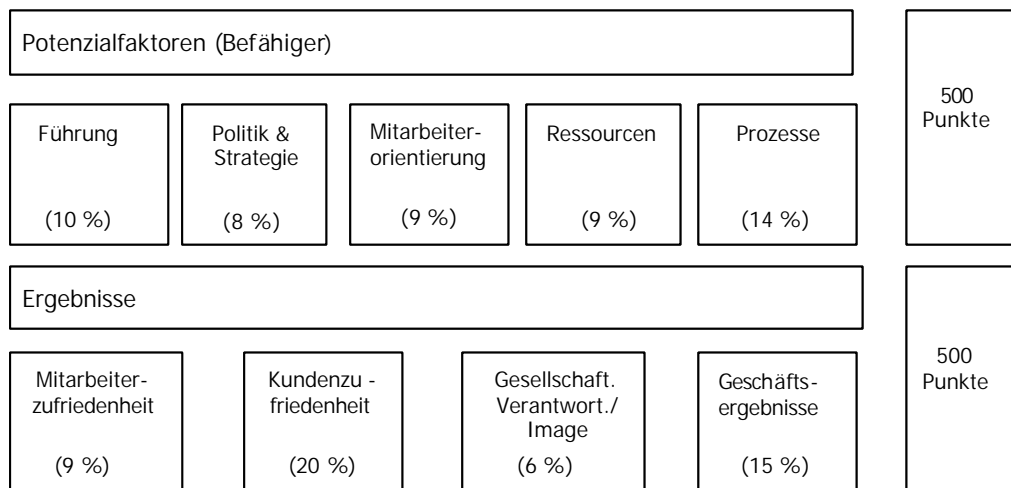 Potenzialfaktoren (Befähiger)
500
Punkte
Führung
(10 %)
Politik &
Strategie
(8 %)
Mitarbeiter-
orientierung
(9 %)
Ressourcen
(9 %)
Prozesse
(14 %)
Ergebnisse
500
Punkte
Mitarbeiter-
zufriedenheit
(9 %)
Kundenzu -
friedenheit
(20 %)
Gesellschaft.
Verantwort./
Image
(6 %)
Geschäfts-
ergebnisse
(15 %)